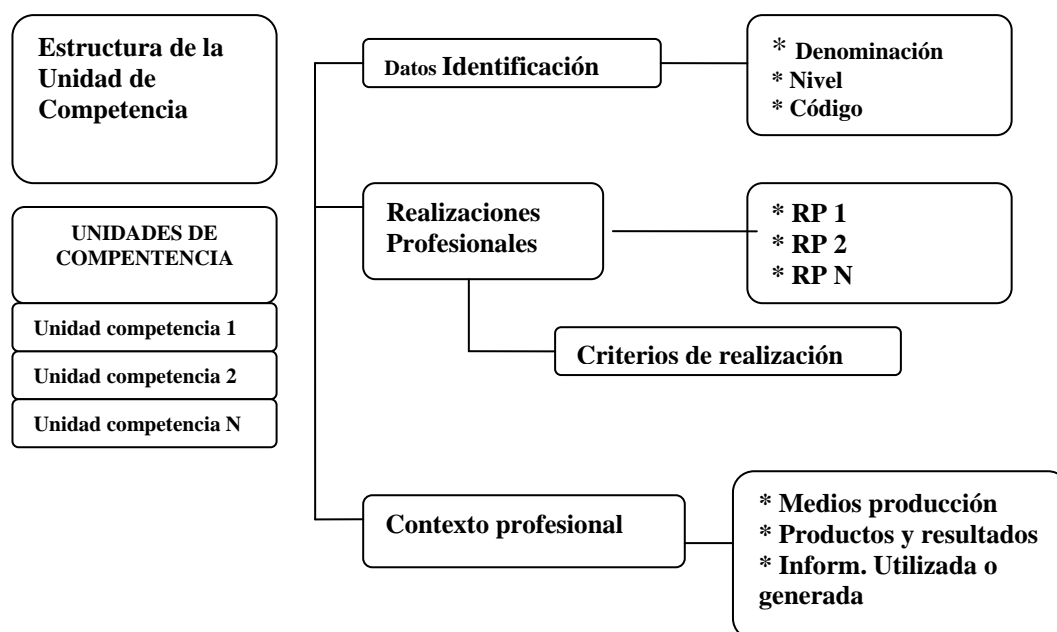 Estructura de la
Unidad de
Competencia
UNIDADES DE
COMPENTENCIA
Unidad competencia 1
Unidad competencia 2
Unidad competencia N
Datos Identificación
* Denominación
* Nivel
* Código
Realizaciones
Profesionales
* RP 1
* RP 2
* RP N
Criterios de realización
Contexto profesional
* Medios producción
* Productos y resultados
* Inform. Utilizada o
generada